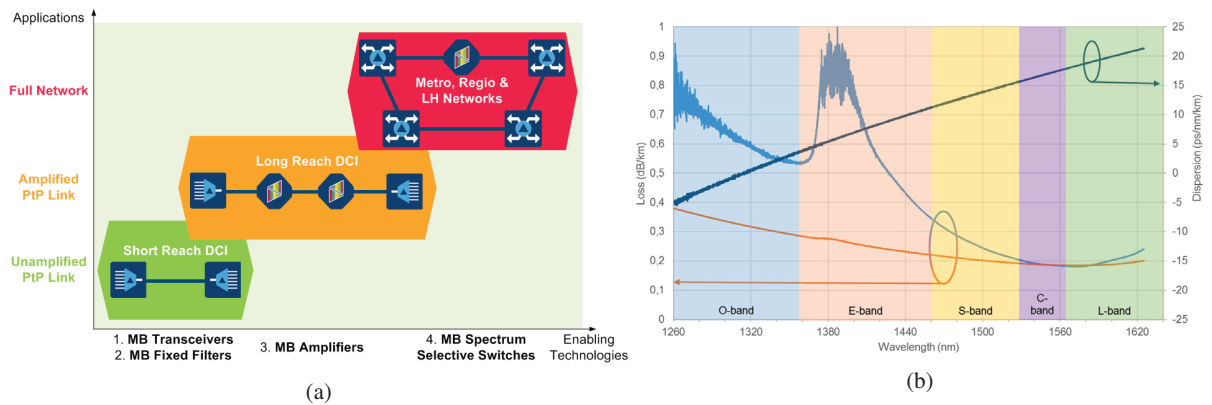 Applications
Full Network
Metro, Regio &
LH Networks
Amplified
PtP Link
Long Reach DCI
Unamplified
PtP Link
Short Reach DCI
1. MB Transceivers
2. MB Fixed Filters
3. MB Amplifiers
4. MB Spectrum
Selective Switches
Enabling
Technologies
(a)
1
0,9
0,8
0,7
0,6
0,5
0,4
0,3
0,2
0,1
0
Loss (dB/km)
25
20
15
10
5
0
-5
-10
-15
-20
-25
Dispersion (ps/nm/km)
O-band
E-band
S-band
C-
band
L-band
1260
1320
1380
1440
1500
1560
1620
Wavelength (nm)
(b)